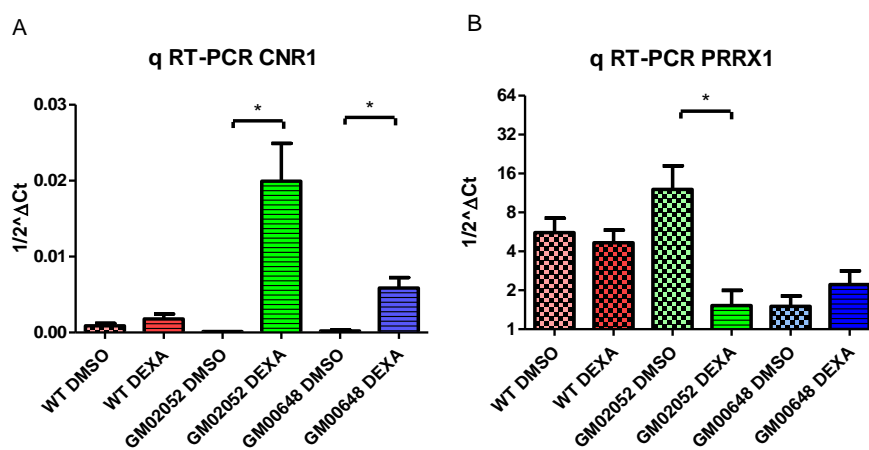 A
q RT-PCR CNR1
1/2^ΔCt
0.03
0.02
0.01
0.00
*
*
WT DMSO
WT DEXA
GM02052 DMSO
GM02052 DEXA
GM00648 DMSO
GM00648 DEXA
B
q RT-PCR PRRX1
1/2^ΔCt
64
32
16
8
4
2
1
*
WT DMSO
WT DEXA
GM02052 DMSO
GM02052 DEXA
GM00648 DMSO
GM00648 DEXA